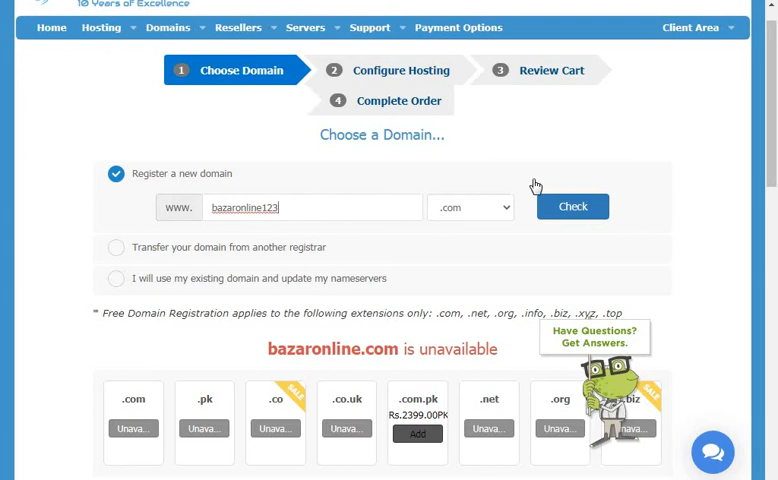 10 Years of Excellence
Home Hosting Domains Resellers Servers Support Payment Options Client Area
1 Choose Domain 2 Configure Hosting 3 Review Cart
4 Complete Order
Choose a Domain...
Register a new domain
www. bazaronline123 .com Check
Transfer your domain from another registrar
I will use my existing domain and update my nameservers
* Free Domain Registration applies to the following extensions only: .com, .net, .org, .info, .biz, .xyz, .top
Have Questions?
Get Answers.
bazaronline.com is unavailable
.com .pk .co .co.uk .com.pk .net .org .biz
SALE SALE
Rs.2399.00PK
Unava... Unava... Unava... Unava... Add Unava... Unava... nava...